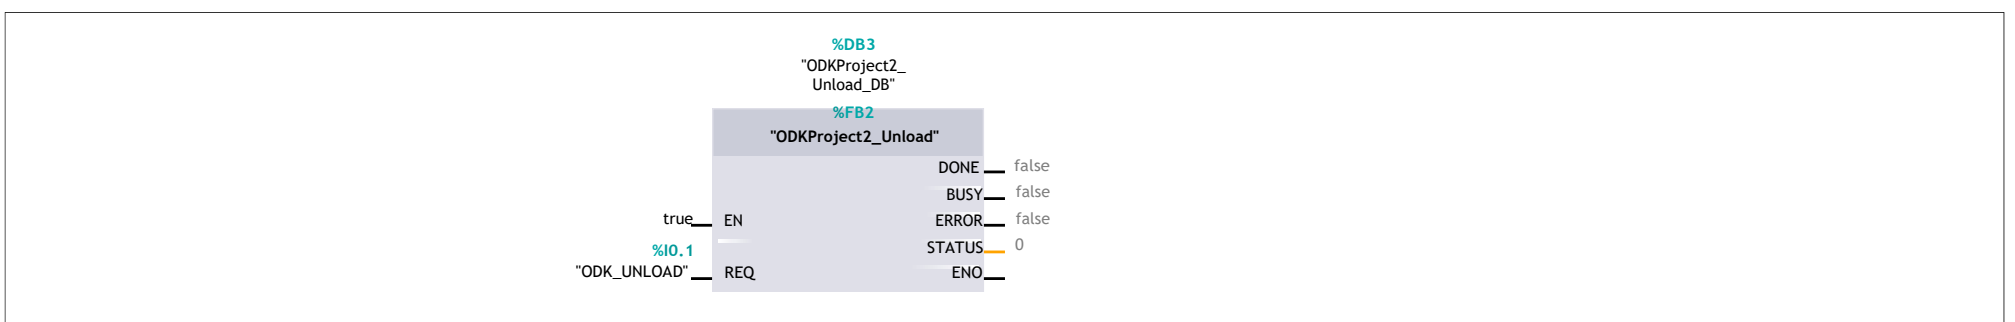 %DB3
"ODKProject2_
Unload_DB"
%FB2
"ODKProject2_Unload"
DONE false
BUSY false
true EN ERROR false
%I0.1 STATUS 0
"ODK_UNLOAD" REQ ENO